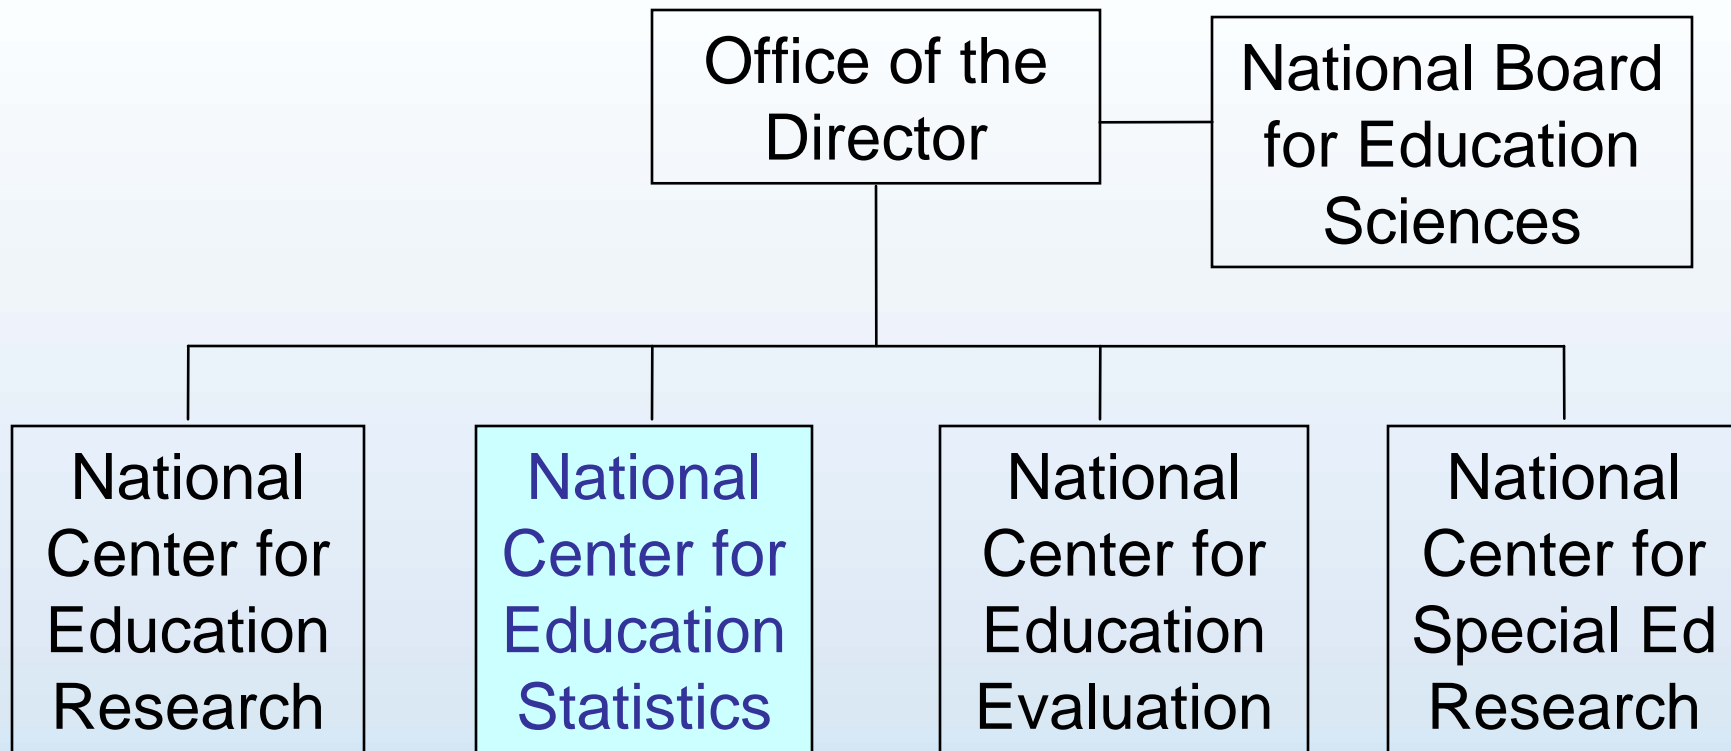 Office of the
Director
National Board
for Education
Sciences
National
Center for
Education
Research
National
Center for
Education
Statistics
National
Center for
Education
Evaluation
National
Center for
Special Ed
Research